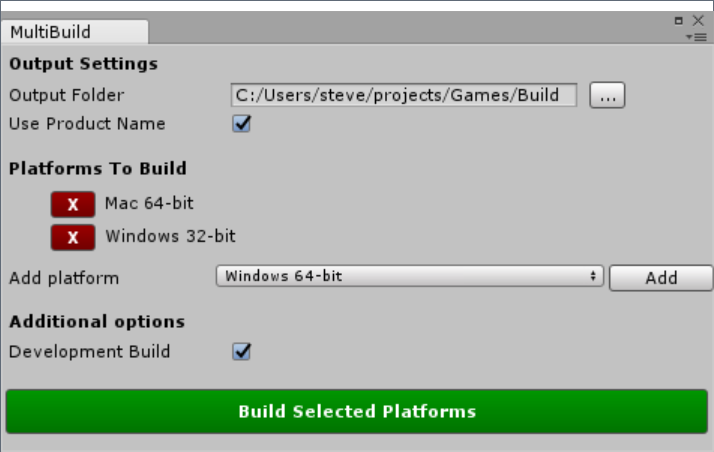 MultiBuild
Output Settings
Output Folder C:/Users/steve/projects/Games/Build ...
Use Product Name
Platforms To Build
X Mac 64-bit
X Windows 32-bit
Add platform Windows 64-bit Add
Additional options
Development Build
Build Selected Platforms